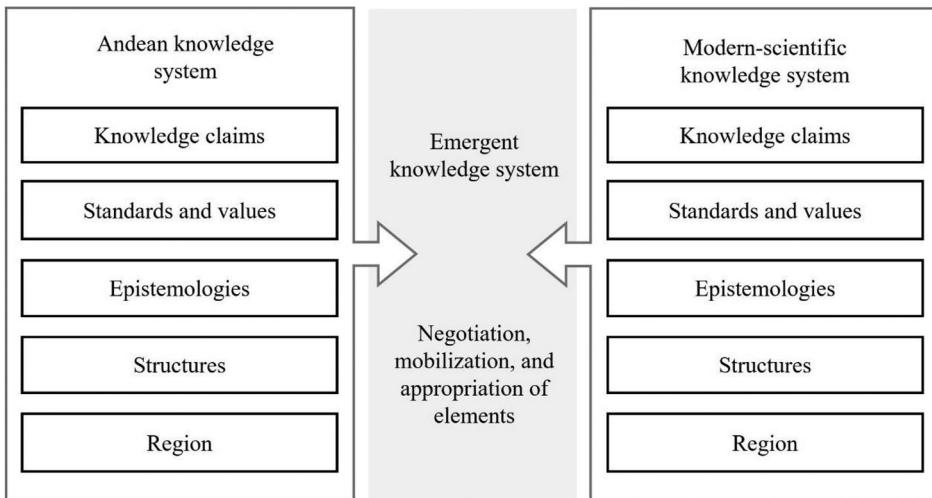 Andean knowledge
system
Knowledge claims
Standards and values
Epistemologies
Structures
Region
Emergent
knowledge system
Negotiation,
mobilization, and
appropriation of
elements
Modern-scientific
knowledge system
Knowledge claims
Standards and values
Epistemologies
Structures
Region